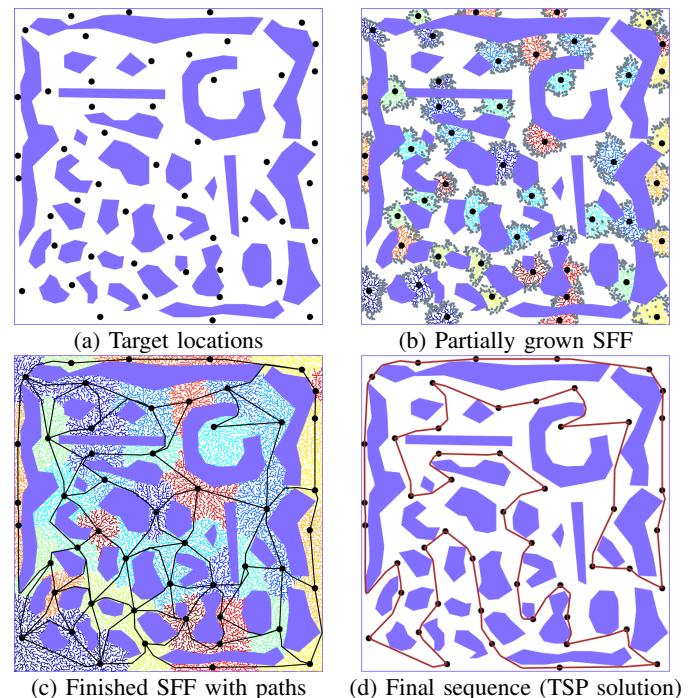 (a) Target locations
(b) Partially grown SFF
(c) Finished SFF with paths
(d) Final sequence (TSP solution)